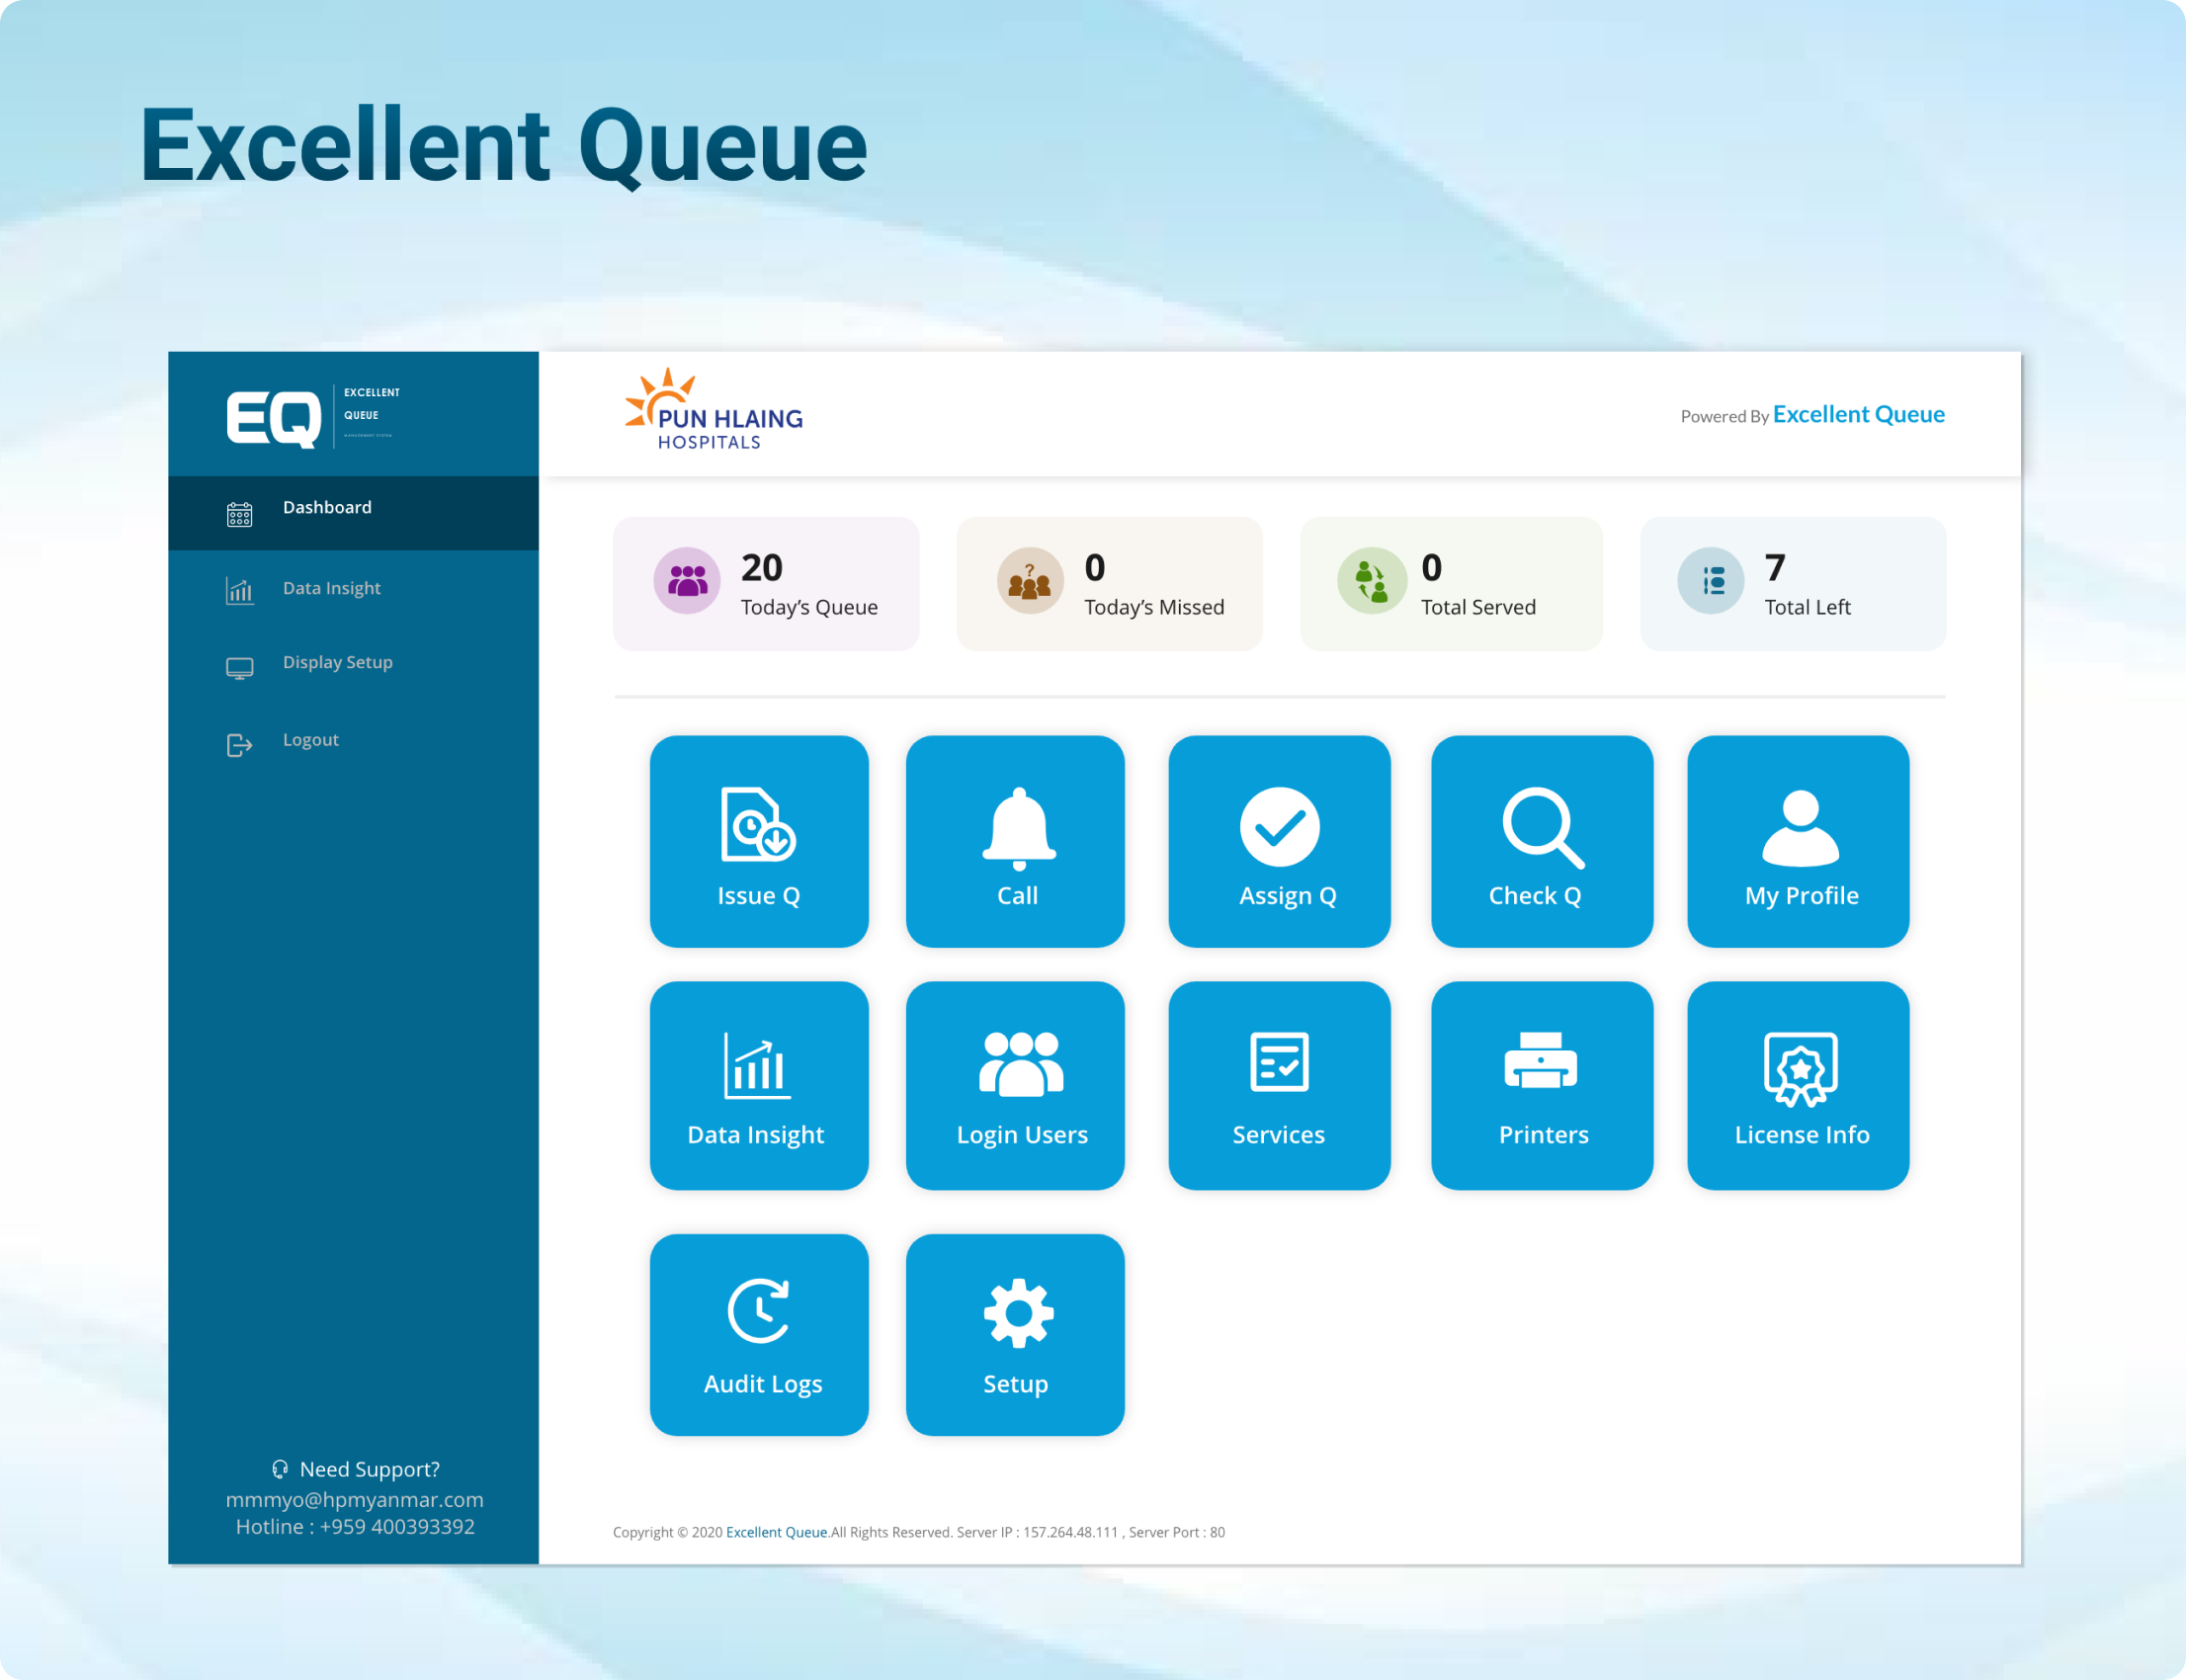 Excellent Queue
EQ
EXCELLENT
QUEUE
MANAGEMENT SYSTEM
PUN HLAING
HOSPITALS
Powered By Excellent Queue
Dashboard
Data Insight
Display Setup
Logout
20
Today’s Queue
0
Today’s Missed
0
Total Served
7
Total Left
Issue Q
Call
Assign Q
Check Q
My Profile
Data Insight
Login Users
Services
Printers
License Info
Audit Logs
Setup
Need Support?
mmmyo@hpmyanmar.com
Hotline : +959 400393392
Copyright © 2020 Excellent Queue.All Rights Reserved. Server IP : 157.264.48.111 , Server Port : 80